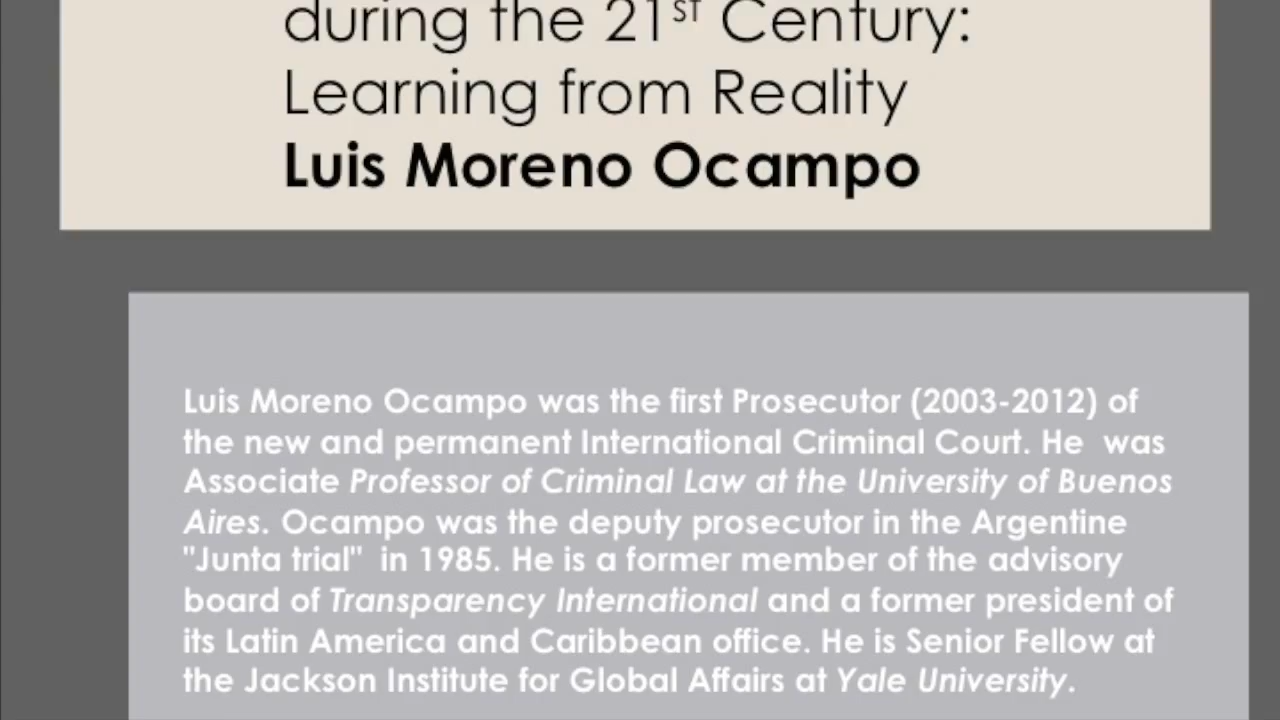 during the 21ST Century:
Learning from Reality
Luis Moreno Ocampo
Luis Moreno Ocampo was the first Prosecutor (2003-2012) of
the new and permanent International Criminal Court. He  was
Associate Professor of Criminal Law at the University of Buenos
Aires. Ocampo was the deputy prosecutor in the Argentine
"Junta trial"  in 1985. He is a former member of the advisory
board of Transparency International and a former president of
its Latin America and Caribbean office. He is Senior Fellow at
the Jackson Institute for Global Affairs at Yale University.